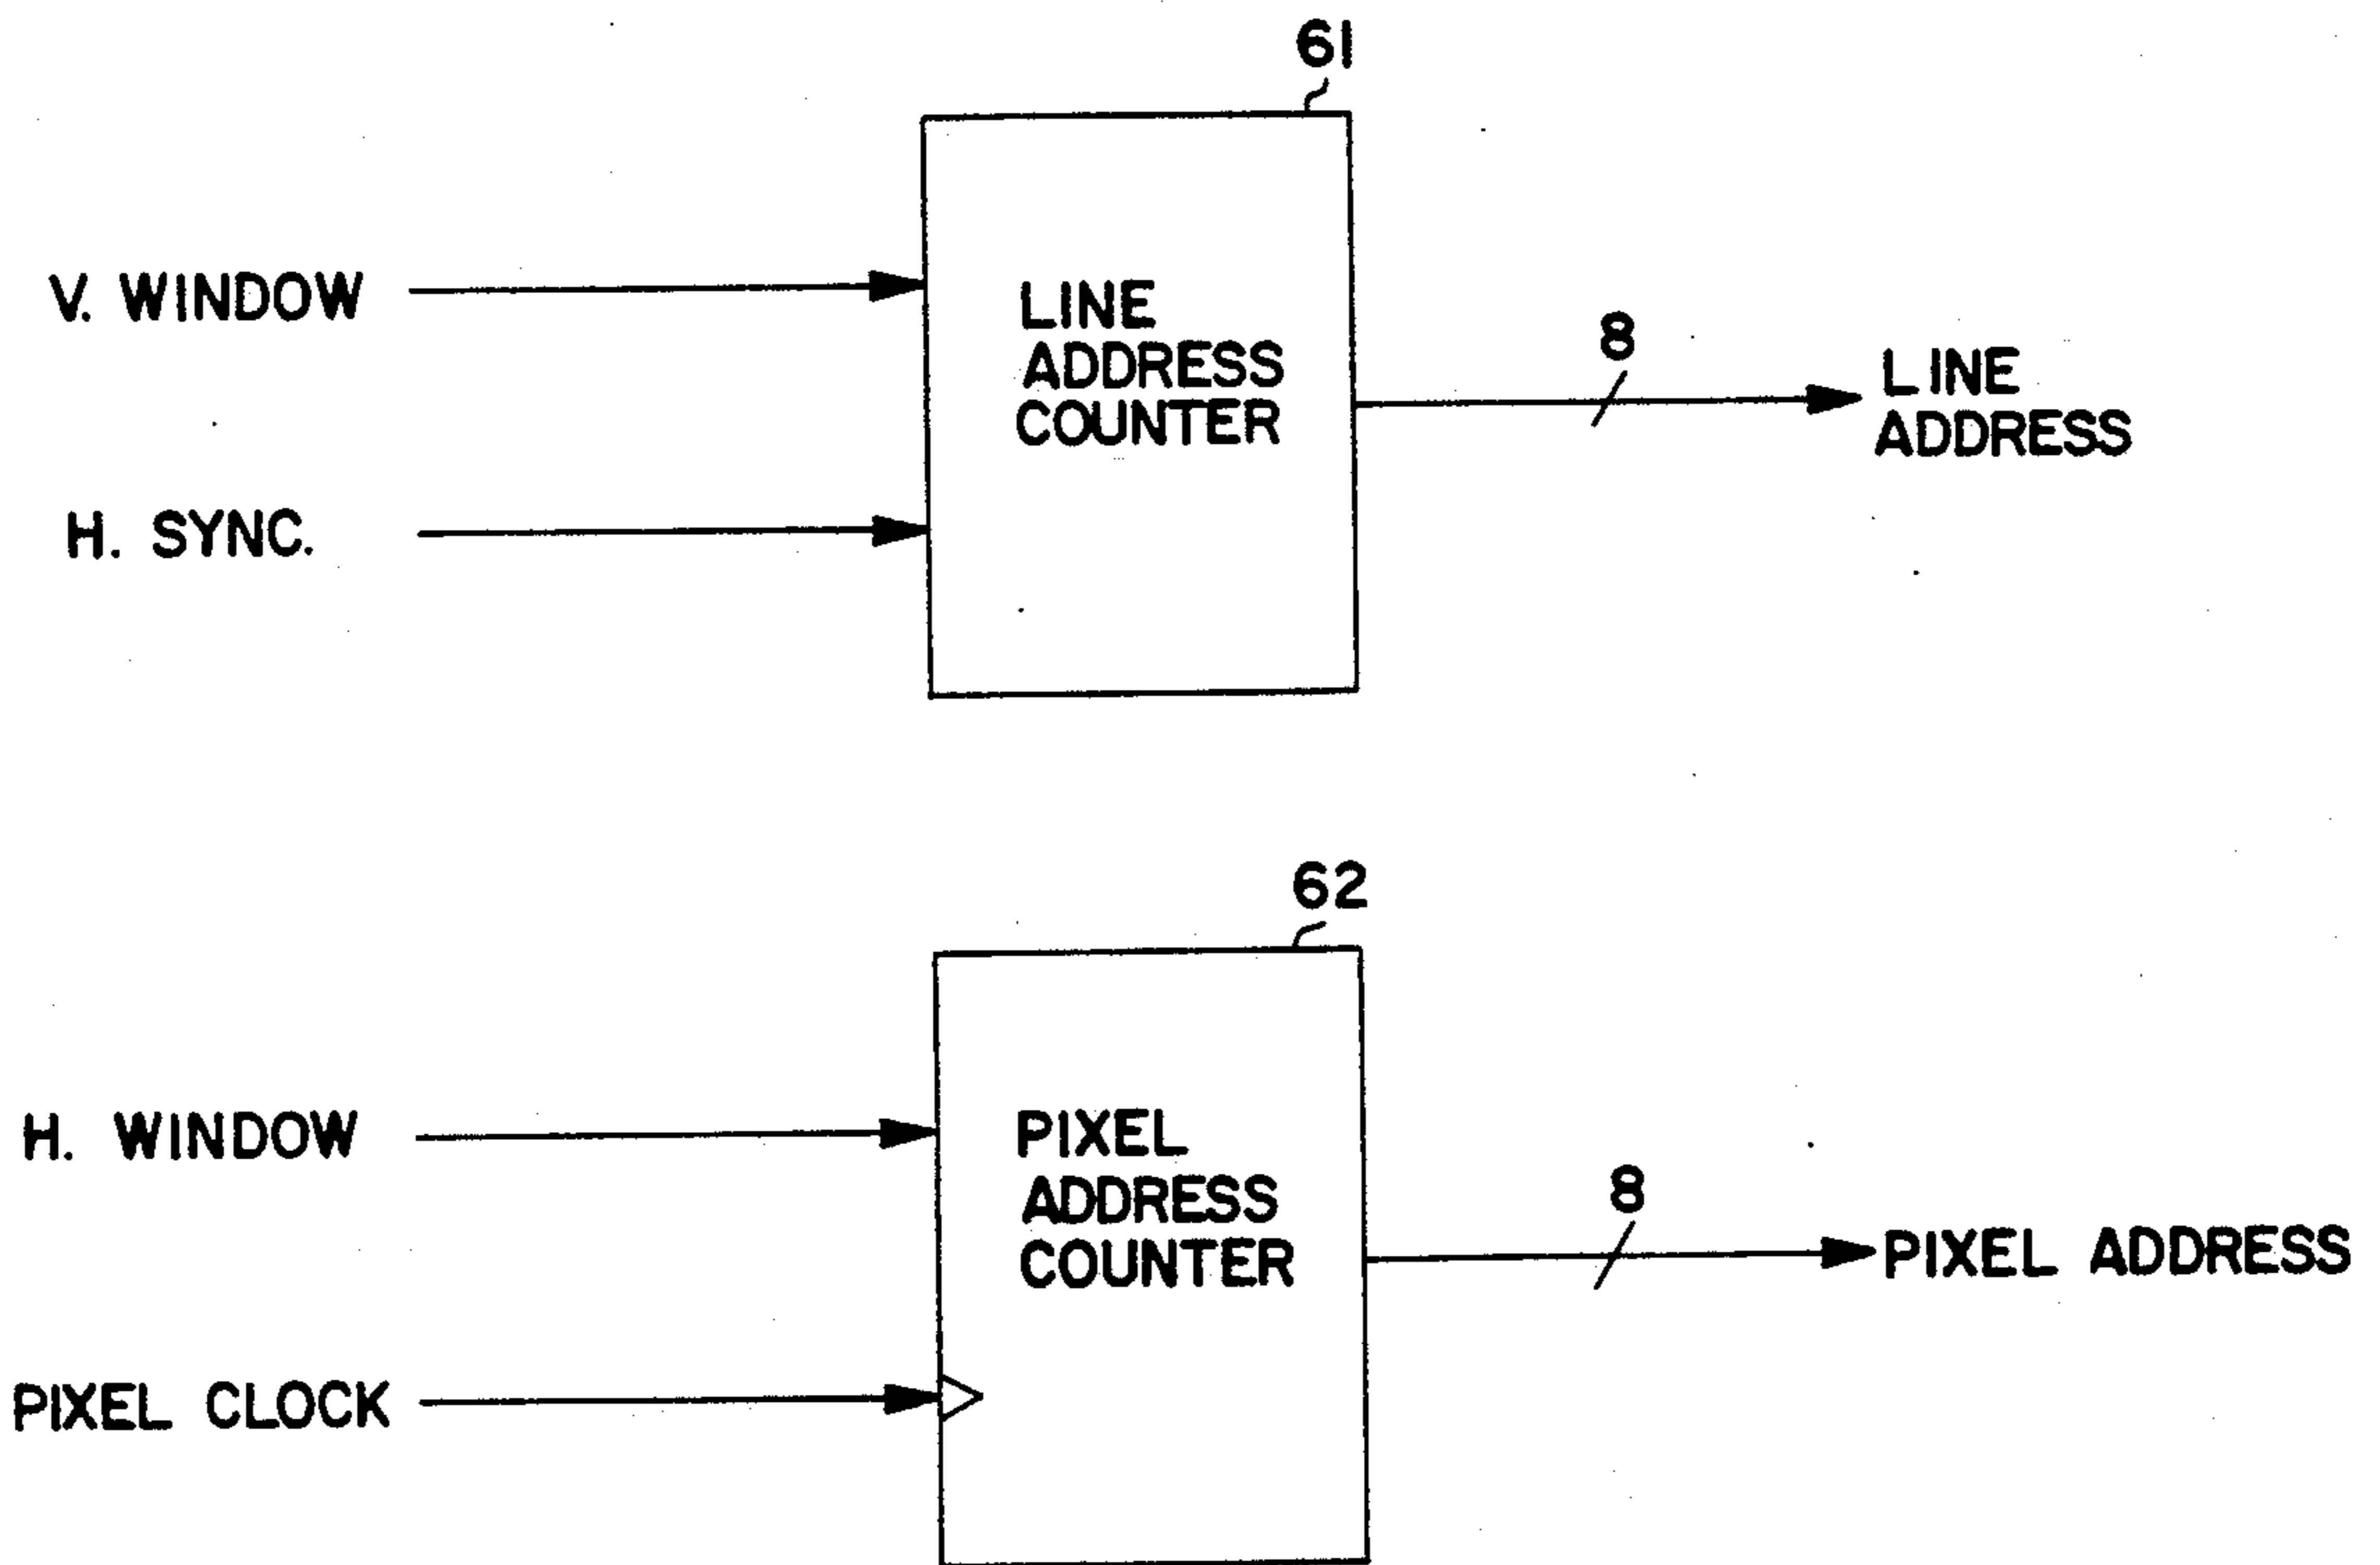 61
V. WINDOW
H. SYNC.
LINE
ADDRESS
COUNTER
8
LINE
ADDRESS
62
H. WINDOW
PIXEL CLOCK
PIXEL
ADDRESS
COUNTER
8
PIXEL ADDRESS